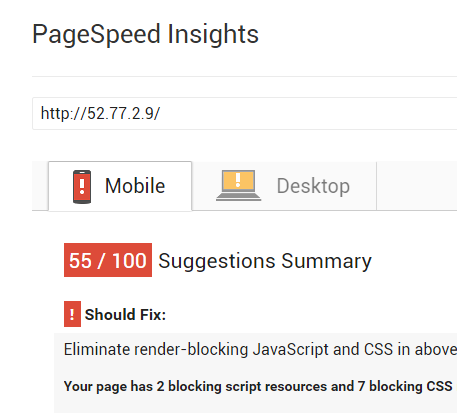 PageSpeed Insights
http://52.77.2.9/
Mobile
Desktop
55 / 100 Suggestions Summary
! Should Fix:
Eliminate render-blocking JavaScript and CSS in above
Your page has 2 blocking script resources and 7 blocking CSS